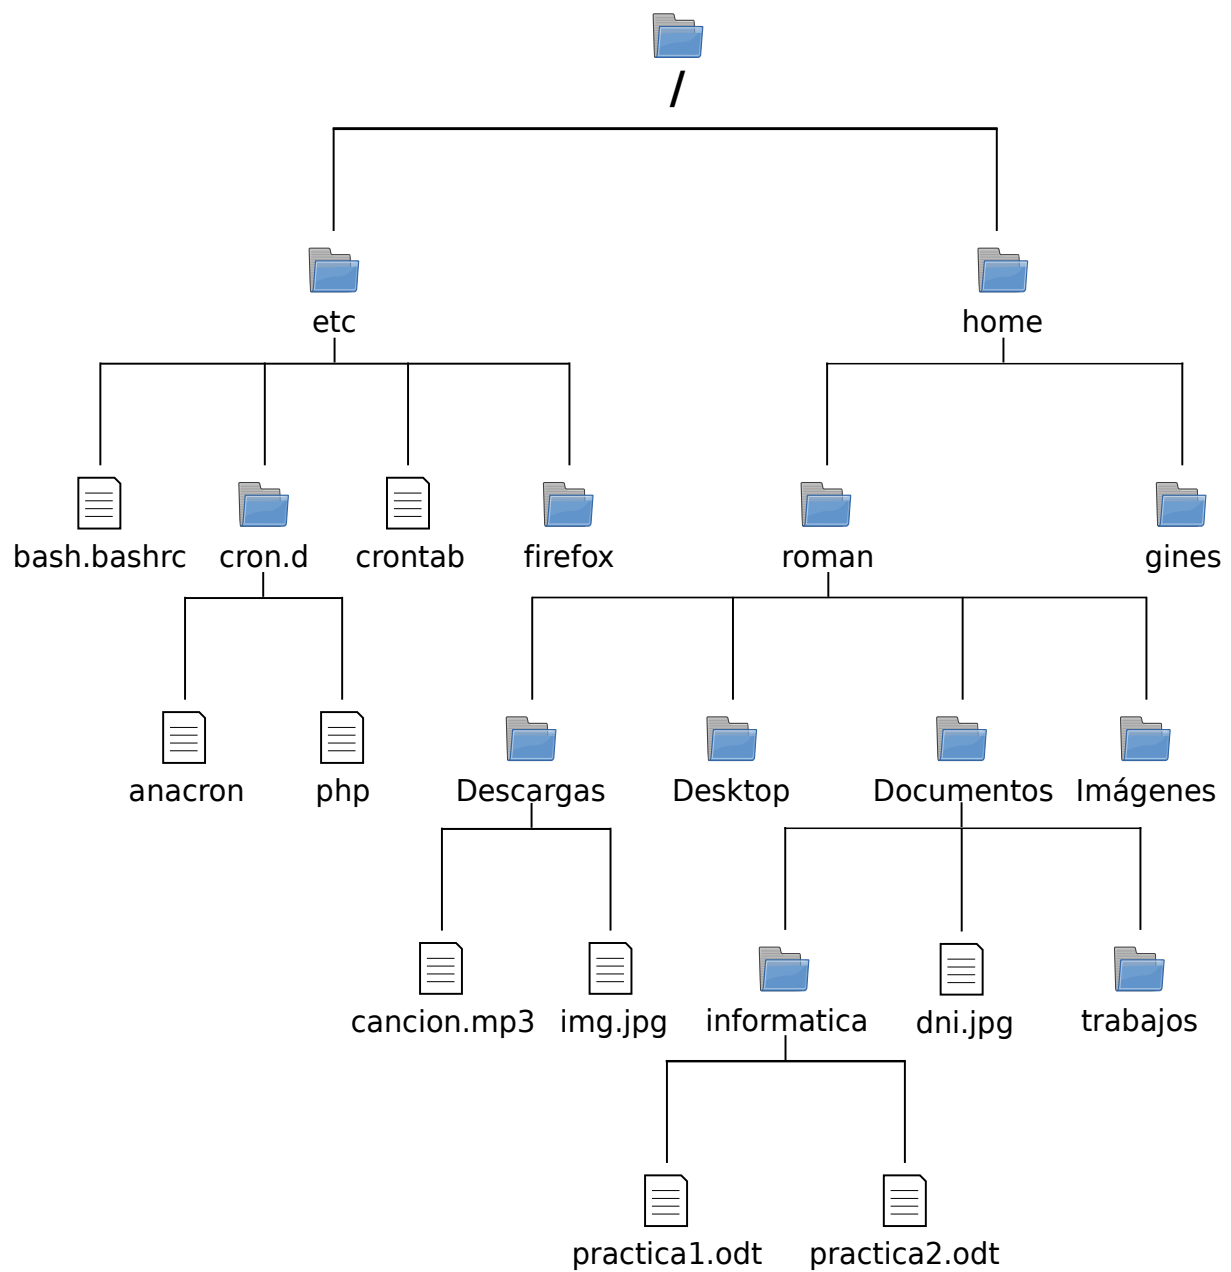 /
etc
home
bash.bashrc
cron.d
crontab
firefox
roman
gines
anacron
php
Descargas
Desktop
Documentos
Imágenes
cancion.mp3
img.jpg
informatica
dni.jpg
trabajos
practica1.odt
practica2.odt